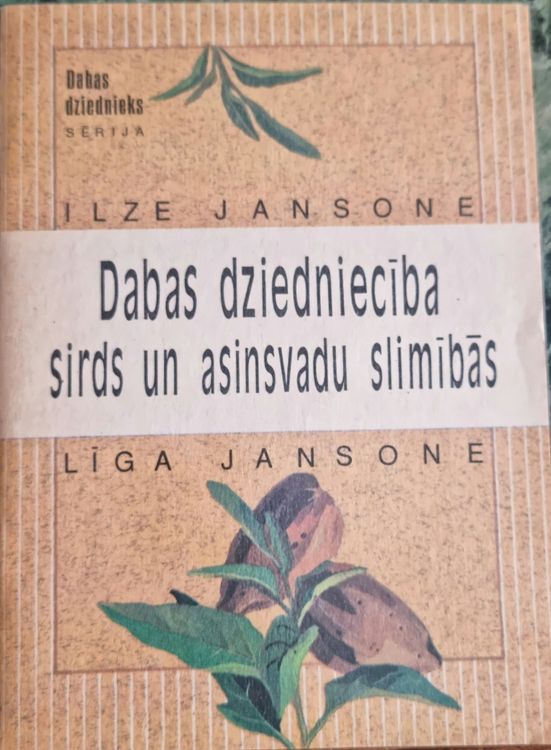 Dabas
dziednieks
SĒRIJA
ILZE JANSONE
Dabas dziedniecība
sirds un asinsvadu slimībās
LĪGA JANSONE